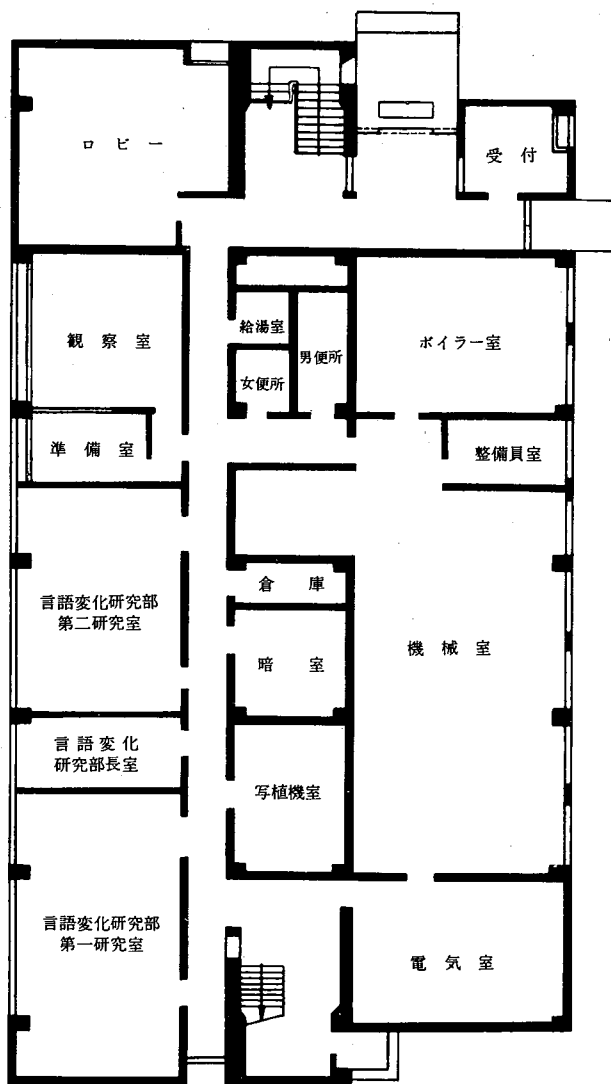 ロビー
受付
観察室
給湯室
男便所
女便所
ボイラー室
準備室
整備員室
倉庫
言語変化研究部
第二研究室
暗室
機械室
言語変化
研究部長室
写植機室
言語変化研究部
第一研究室
電気室